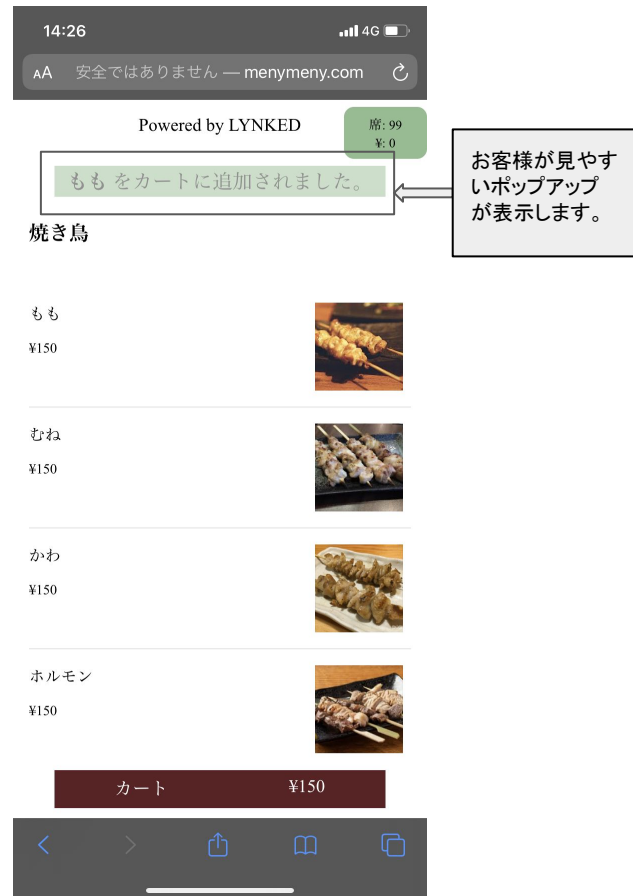 14:26
4G
AA 安全ではありません — menymeny.com
Powered by LYNKED
席: 99
¥: 0
もも をカートに追加されました。
お客様が見やす
いポップアップ
が表示します。
焼き鳥
もも
¥150
むね
¥150
かわ
¥150
ホルモン
¥150
カート ¥150